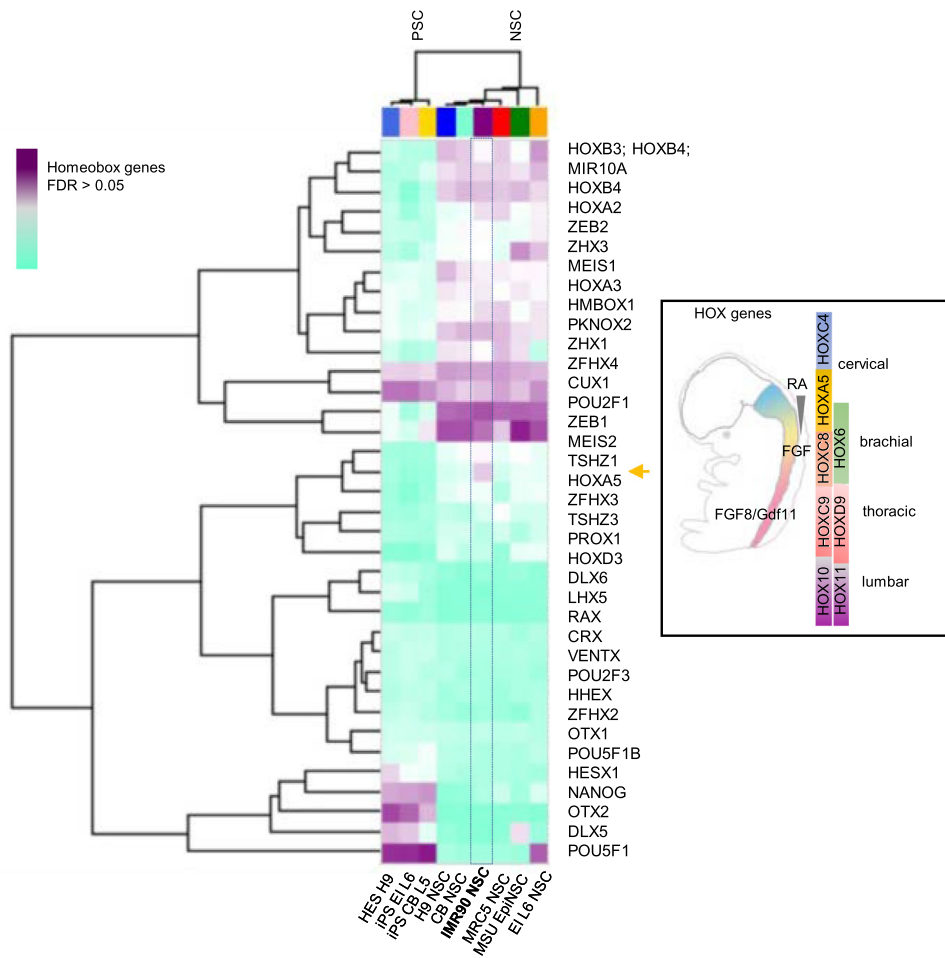 PSC
NSC
Homeobox genes
FDR > 0.05
HOXB3; HOXB4;
MIR10A
HOXB4
HOXA2
ZEB2
ZHX3
MEIS1
HOXA3
HMBOX1
PKNOX2
ZHX1
ZFHX4
CUX1
POU2F1
ZEB1
MEIS2
TSHZ1
HOXA5
ZFHX3
TSHZ3
PROX1
HOXD3
DLX6
LHX5
RAX
CRX
VENTX
POU2F3
HHEX
ZFHX2
OTX1
POU5F1B
HESX1
NANOG
OTX2
DLX5
POU5F1
HES H9
iPS EI L6
iPS CB L5
H9 NSC
CB NSC
IMR90 NSC
MRC5 NSC
MSU EpiNSC
EI L6 NSC
HOX genes
RA
FGF
FGF8/Gdf11
HOXC4
HOXA5
HOXC8
HOX6
HOXC9
HOXD9
HOX10
HOX11
cervical
brachial
thoracic
lumbar